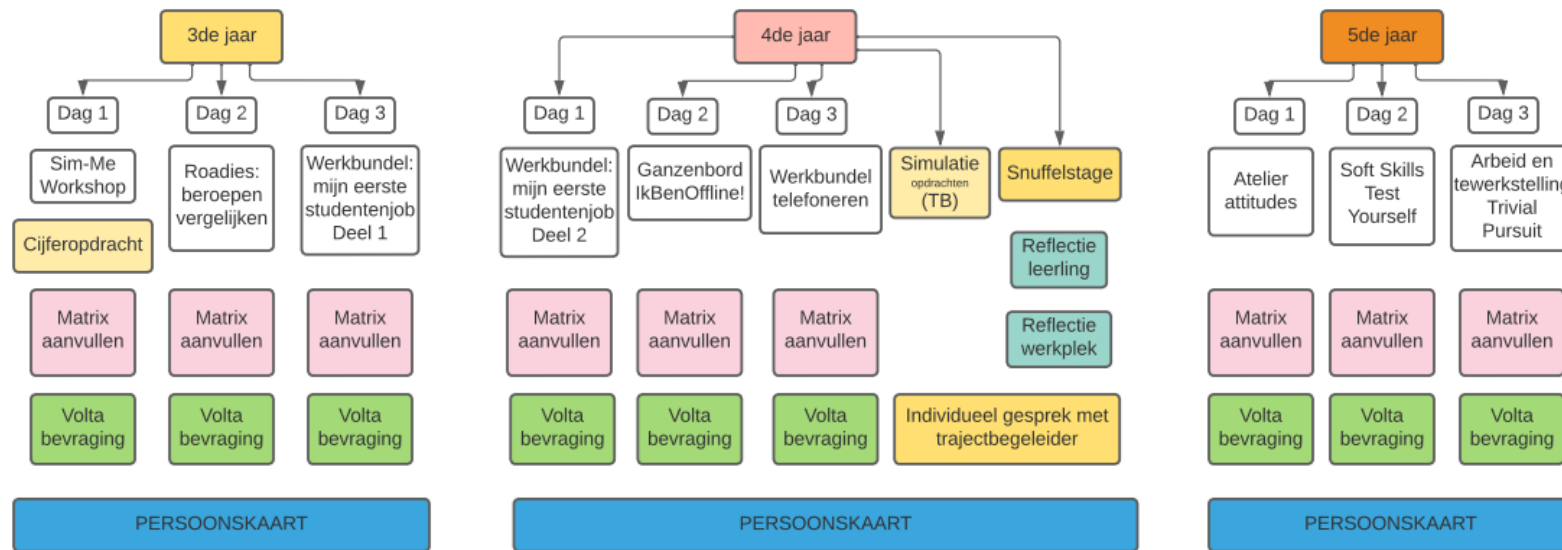 3de jaar
Dag 1
Dag 2
Dag 3
Sim-Me
Workshop
Roadies:
beroepen
vergelijken
Werkbundel:
mijn eerste
studentenjob
Deel 1
Cijferopdracht
Matrix
aanvullen
Matrix
aanvullen
Matrix
aanvullen
Volta
bevraging
Volta
bevraging
Volta
bevraging
PERSOONSKAART
4de jaar
Dag 1
Dag 2
Dag 3
Werkbundel:
mijn eerste
studentenjob
Deel 2
Ganzenbord
IkBenOffline!
Werkbundel
telefoneren
Simulatie
opdrachten
(TB)
Snuffelstage
Reflectie
leerling
Reflectie
werkplek
Matrix
aanvullen
Matrix
aanvullen
Matrix
aanvullen
Volta
bevraging
Volta
bevraging
Volta
bevraging
Individueel gesprek met
trajectbegeleider
PERSOONSKAART
5de jaar
Dag 1
Dag 2
Dag 3
Atelier
attitudes
Soft Skills
Test
Yourself
Arbeid en
tewerkstelling
Trivial
Pursuit
Matrix
aanvullen
Matrix
aanvullen
Matrix
aanvullen
Volta
bevraging
Volta
bevraging
Volta
bevraging
PERSOONSKAART